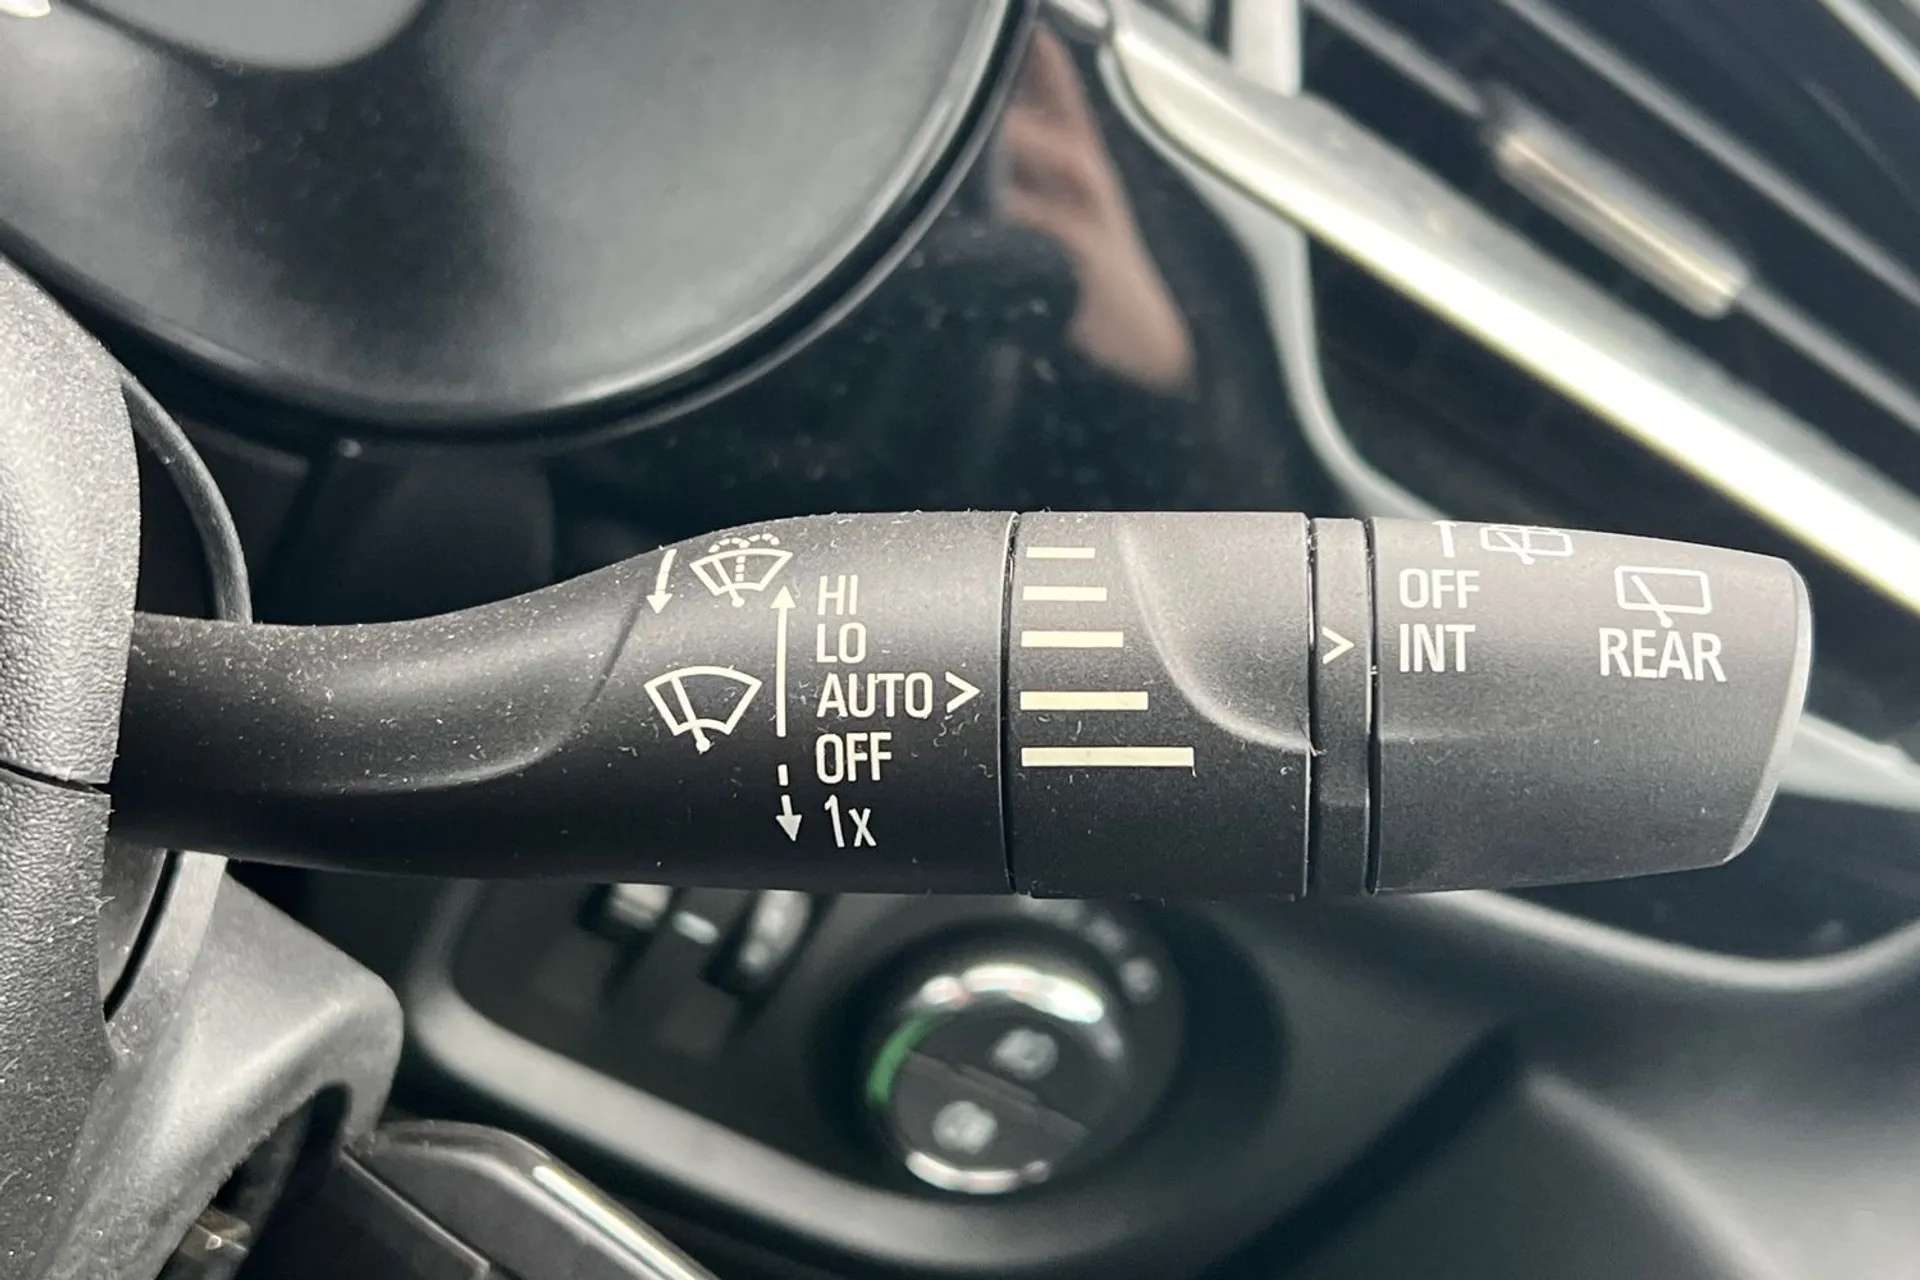 HI
LO
AUTO >
OFF
1x
>
OFF
INT
REAR